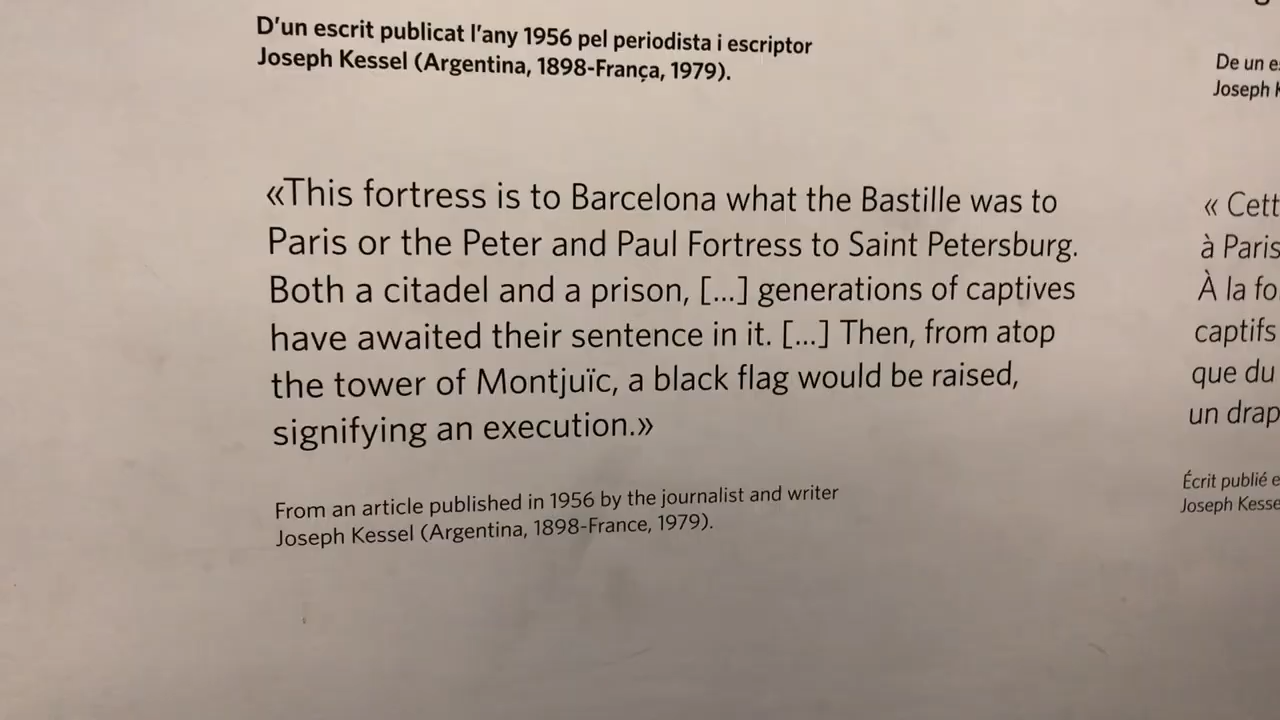 D'un escrit publicat l'any 1956 pel periodista i escriptor
Joseph Kessel (Argentina, 1898-França, 1979).
«This fortress is to Barcelona what the Bastille was to
Paris or the Peter and Paul Fortress to Saint Petersburg.
Both a citadel and a prison, [...] generations of captives
have awaited their sentence in it. [...] Then, from atop
the tower of Montjuïc, a black flag would be raised,
signifying an execution.»
From an article published in 1956 by the journalist and writer
Joseph Kessel (Argentina, 1898-France, 1979).
De un
Joseph
«
à Paris
À la
captifs
que du
un
Écrit publié
Joseph